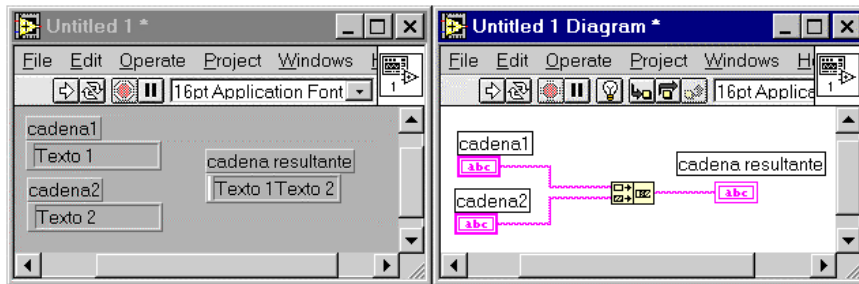 Untitled 1 *
File Edit Operate Project Windows
16pt Application Font
1
cadena1
Texto 1
cadena resultante
Texto 1Texto 2
cadena2
Texto 2
Untitled 1 Diagram *
File Edit Operate Project Windows
16pt Applica
1
cadena1
abc
cadena resultante
abc
cadena2
abc